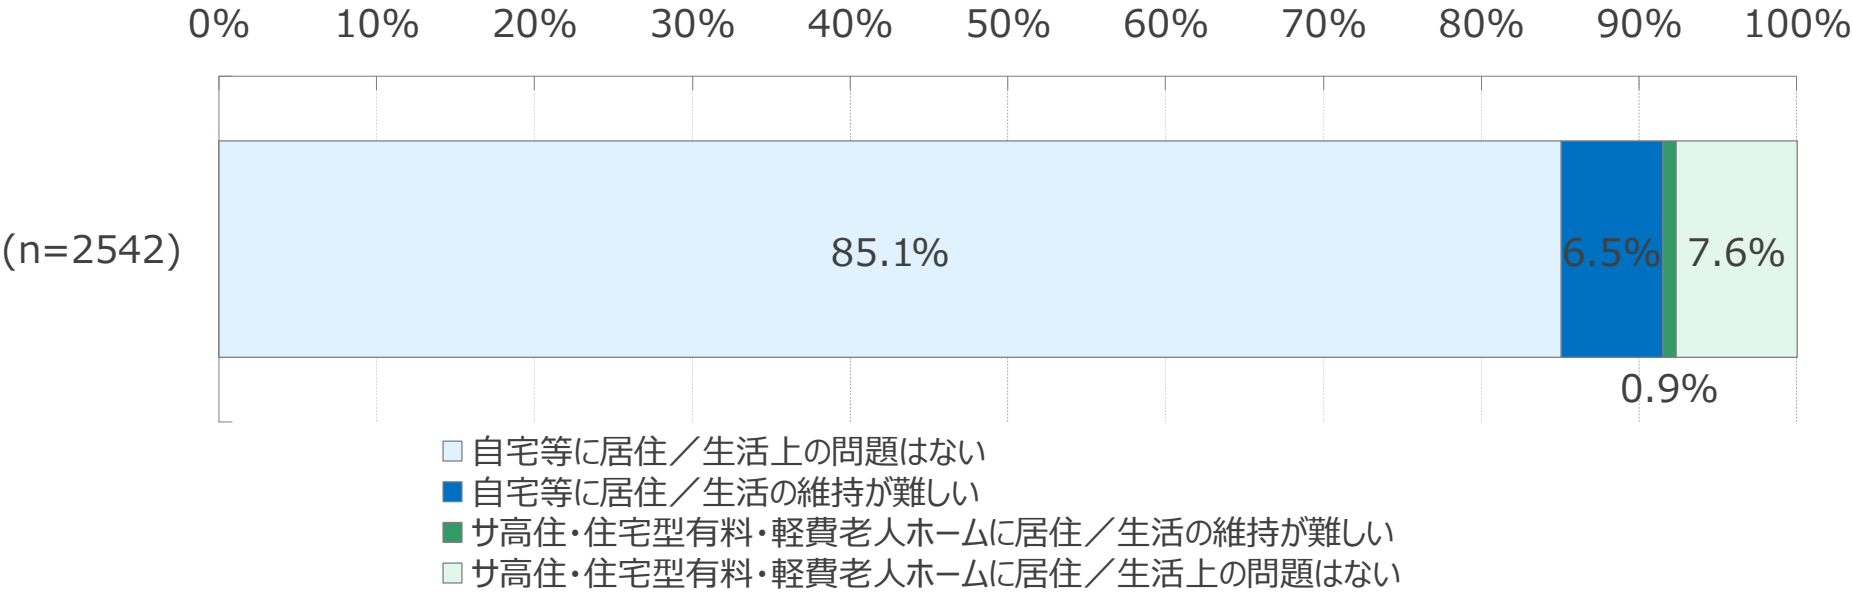 0% 10% 20% 30% 40% 50% 60% 70% 80% 90% 100%
(n=2542) 85.1% 6.5% 7.6%
0.9%
自宅等に居住／生活上の問題はない
自宅等に居住／生活の維持が難しい
サ高住・住宅型有料・軽費老人ホームに居住／生活の維持が難しい
サ高住・住宅型有料・軽費老人ホームに居住／生活上の問題はない